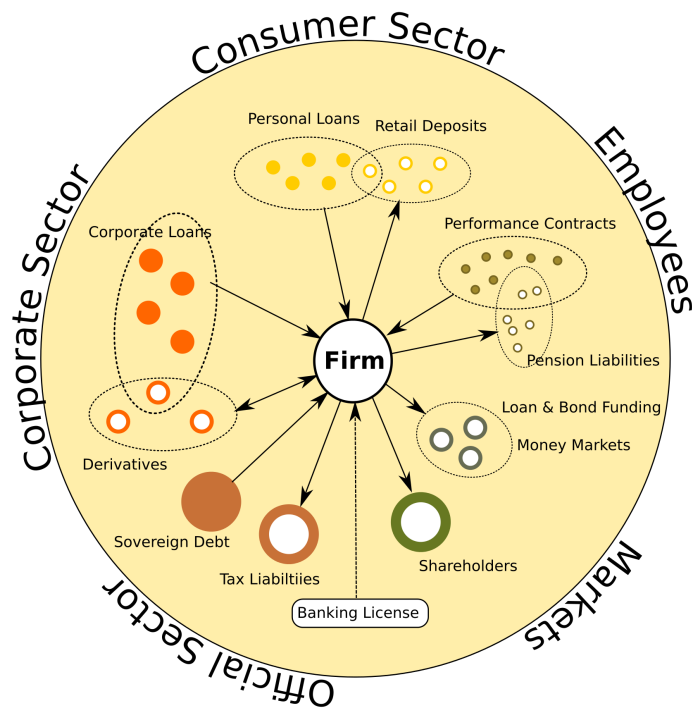 Consumer Sector
Employees
Corporate Sector
Personal Loans
Retail Deposits
Performance Contracts
Corporate Loans
Firm
Pension Liabilities
Loan & Bond Funding
Money Markets
Derivatives
Sovereign Debt
Tax Liabiltiies
Shareholders
Banking License
Markets
Official Sector